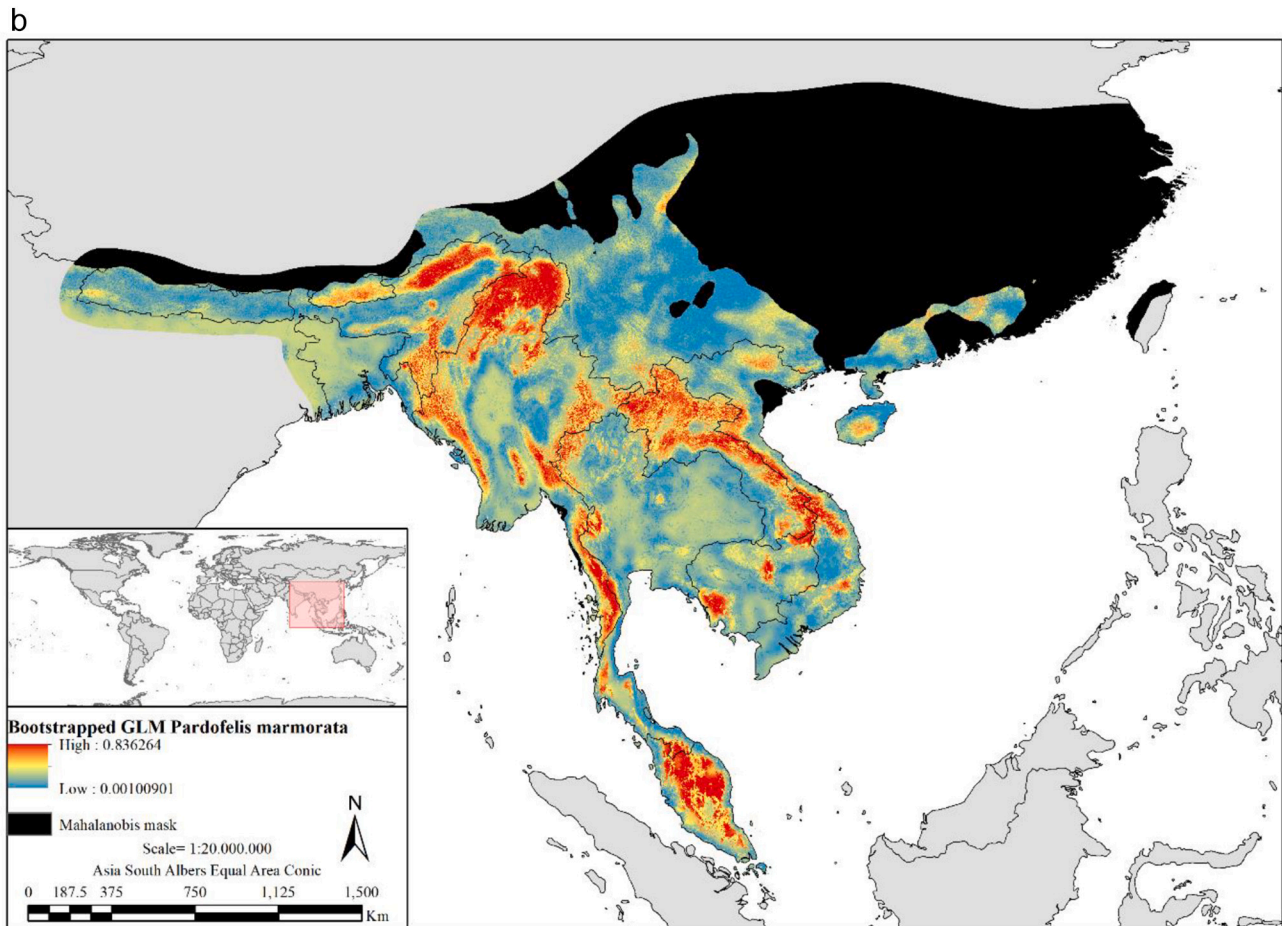 b
Bootstrapped GLM Pardofelis marmorata
High : 0.836264
Low : 0.00100901
Mahalanobis mask
N
Scale= 1:20.000.000
Asia South Albers Equal Area Conic
0 187.5 375 750 1,125 1,500
Km